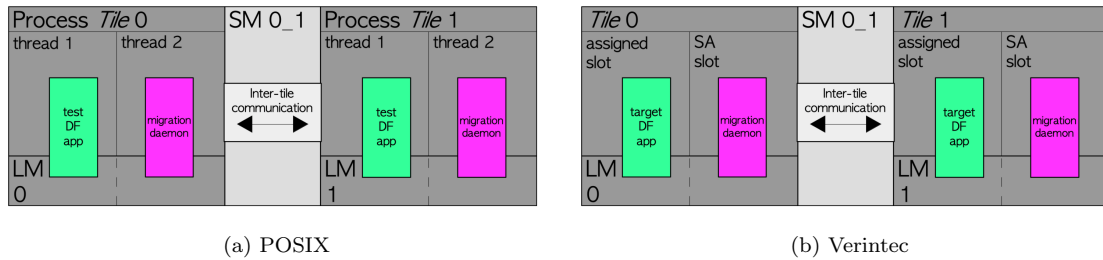 Process Tile 0
SM 0_1
Process Tile 1
thread 1
thread 2
thread 1
thread 2
Inter-tile
communication
test
DF
app
migration
daemon
test
DF
app
migration
daemon
LM
0
LM
1
(a) POSIX
Tile 0
SM 0_1
Tile 1
assigned
slot
SA
slot
assigned
slot
SA
slot
Inter-tile
communication
target
DF
app
migration
daemon
target
DF
app
migration
daemon
LM
0
LM
1
(b) Verintec